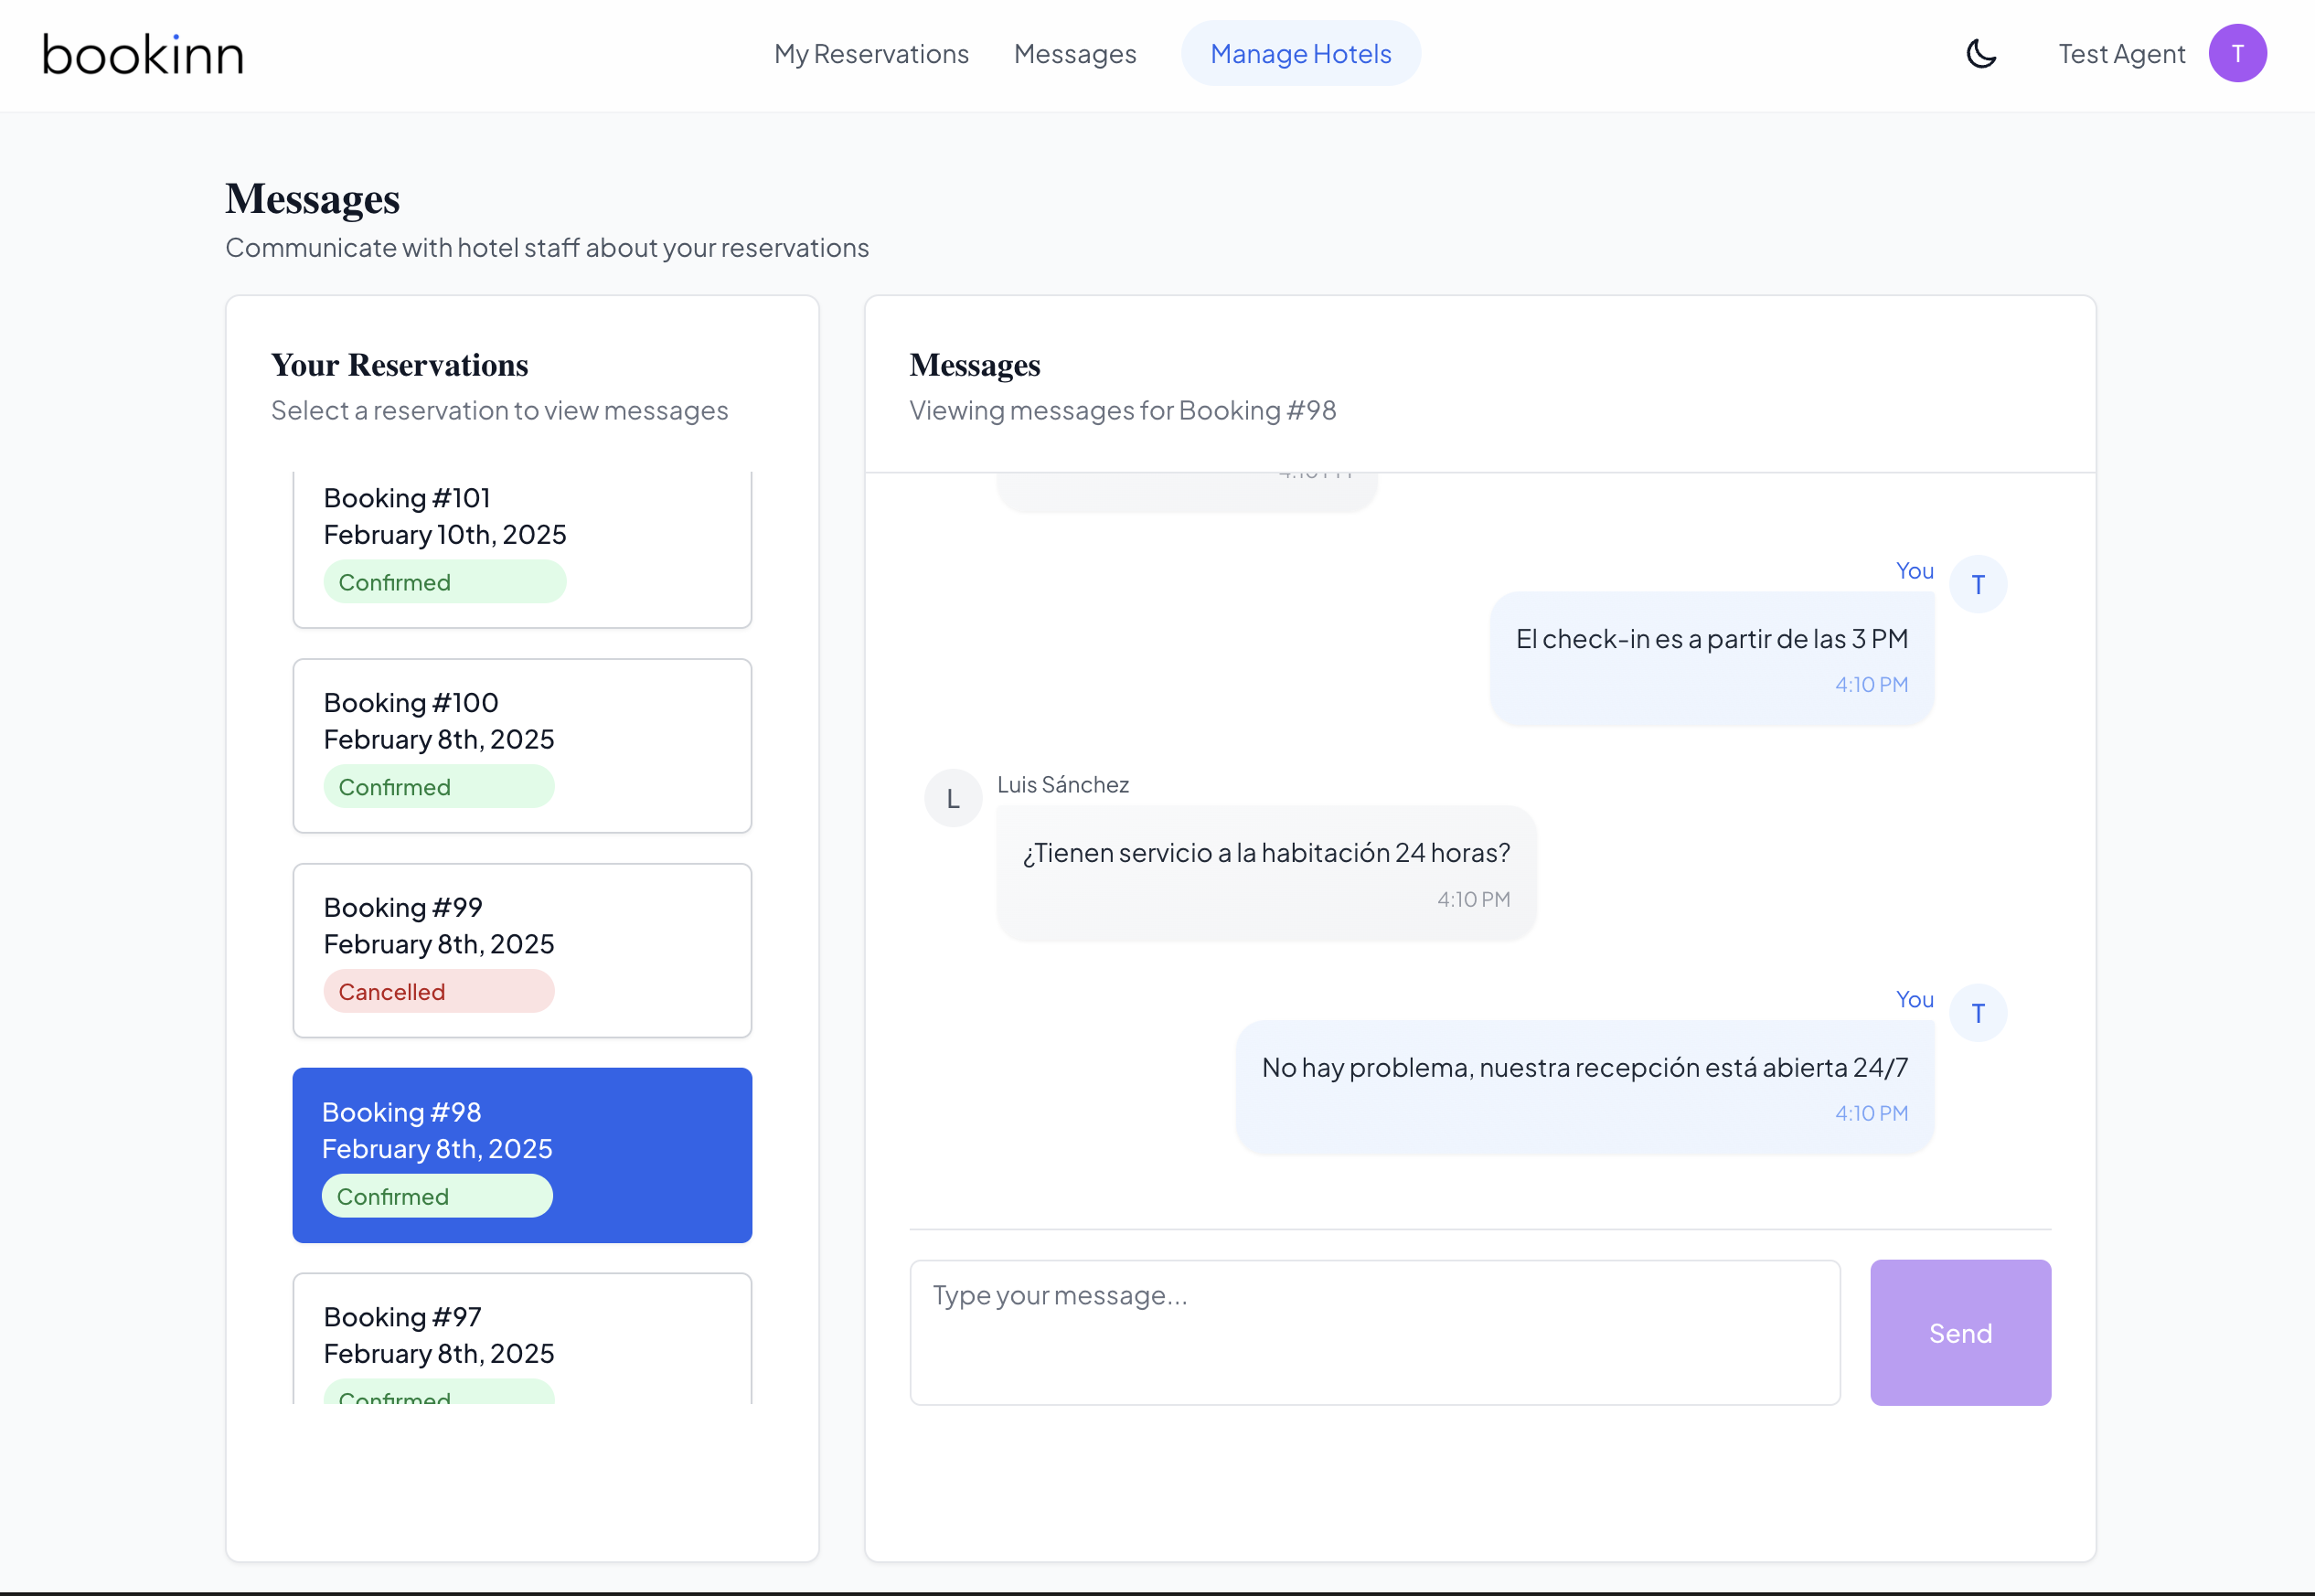 bookinn
My Reservations
Messages
Manage Hotels
Test Agent
T
Messages
Communicate with hotel staff about your reservations
Your Reservations
Select a reservation to view messages
Booking #101
February 10th, 2025
Confirmed
Booking #100
February 8th, 2025
Confirmed
Booking #99
February 8th, 2025
Cancelled
Booking #98
February 8th, 2025
Confirmed
Booking #97
February 8th, 2025
Confirmed
Messages
Viewing messages for Booking #98
You
T
El check-in es a partir de las 3 PM
4:10 PM
L
Luis Sánchez
¿Tienen servicio a la habitación 24 horas?
4:10 PM
You
T
No hay problema, nuestra recepción está abierta 24/7
4:10 PM
Type your message...
Send